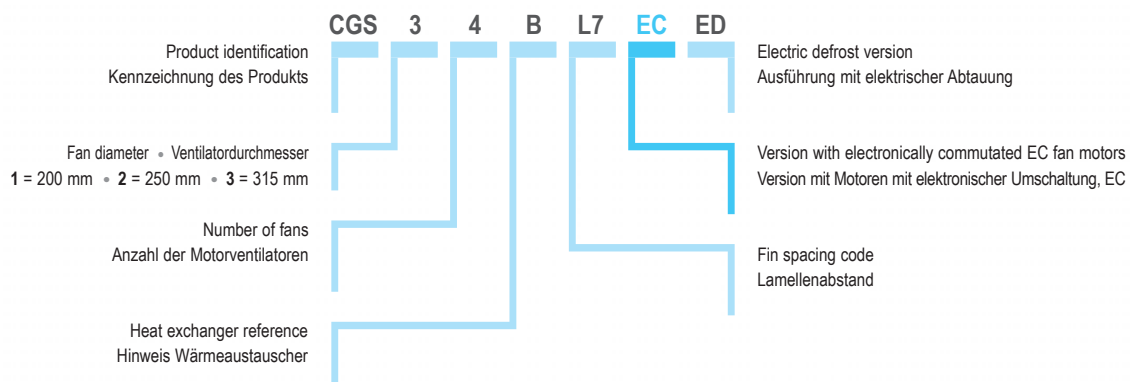 CGS 3 4 B L7 EC ED
Product identification
Kennzeichnung des Produkts
Electric defrost version
Ausführung mit elektrischer Abtauung
Fan diameter • Ventilatordurchmesser
1 = 200 mm • 2 = 250 mm • 3 = 315 mm
Version with electronically commutated EC fan motors
Version mit Motoren mit elektronischer Umschaltung, EC
Number of fans
Anzahl der Motorventilatoren
Fin spacing code
Lamellenabstand
Heat exchanger reference
Hinweis Wärmeaustauscher